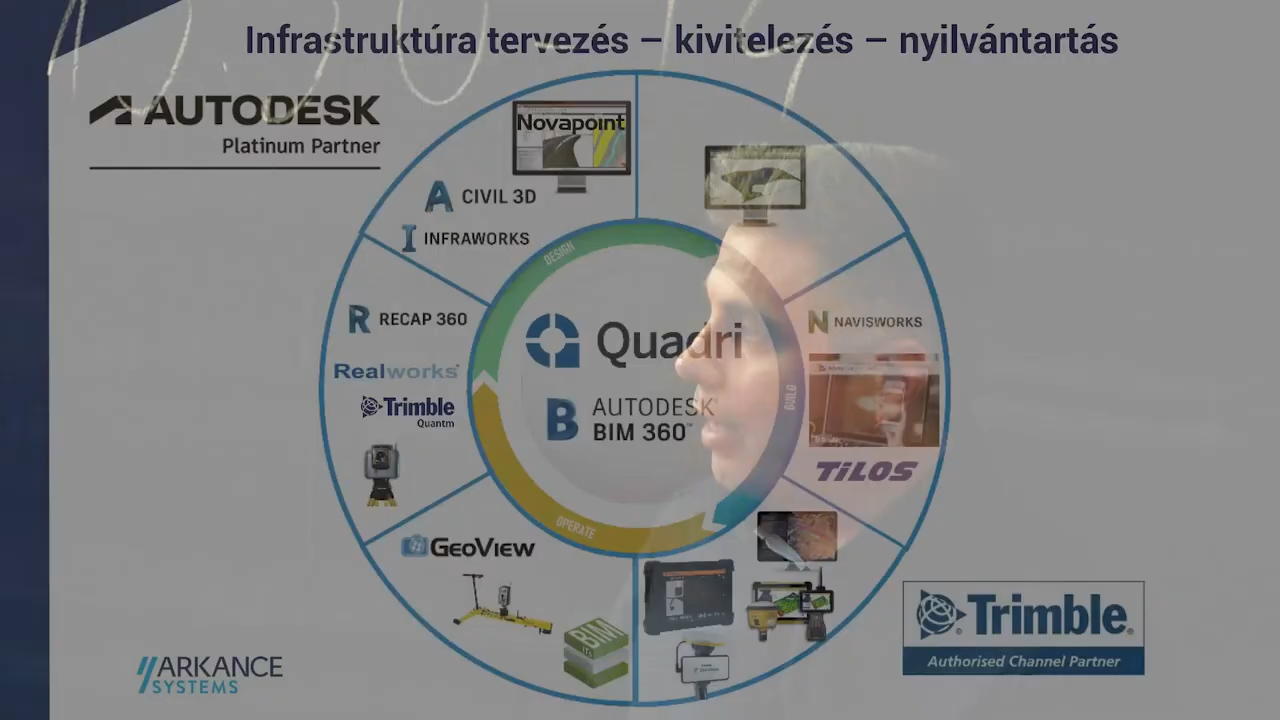 Infrastruktúra tervezés – kivitelezés – nyilvántartás
AUTODESK
Platinum Partner
Novapoint
CIVIL 3D
INFRAWORKS
DESIGN
RECAP 360
Realworks
Trimble
Quantm
Quadri
AUTODESK
BIM 360™
BUILD
NAVISWORKS
TILOS
OPERATE
GEOVIEW
BIM
ARKANCE
SYSTEMS
Trimble
Authorised Channel Partner